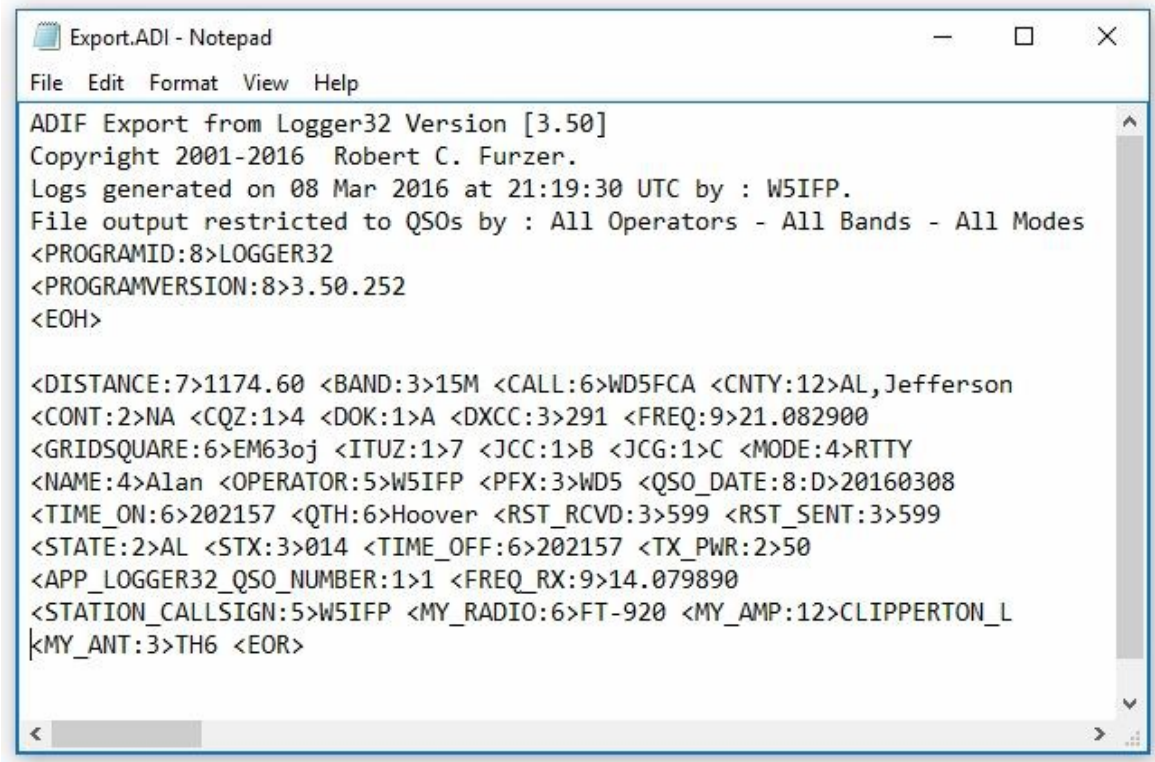 Export.ADI - Notepad
File Edit Format View Help
ADIF Export from Logger32 Version [3.50]
Copyright 2001-2016  Robert C. Furzer.
Logs generated on 08 Mar 2016 at 21:19:30 UTC by : W5IFP.
File output restricted to QSOs by : All Operators - All Bands - All Modes
<PROGRAMID:8>LOGGER32
<PROGRAMVERSION:8>3.50.252
<EOH>

<DISTANCE:7>1174.60 <BAND:3>15M <CALL:6>WD5FCA <CNTY:12>AL,Jefferson
<CONT:2>NA <CQZ:1>4 <DOK:1>A <DXCC:3>291 <FREQ:9>21.082900
<GRIDSQUARE:6>EM63oj <ITUZ:1>7 <JCC:1>B <JCG:1>C <MODE:4>RTTY
<NAME:4>Alan <OPERATOR:5>W5IFP <PFX:3>WD5 <QSO_DATE:8:D>20160308
<TIME_ON:6>202157 <QTH:6>Hoover <RST_RCVD:3>599 <RST_SENT:3>599
<STATE:2>AL <STX:3>014 <TIME_OFF:6>202157 <TX_PWR:2>50
<APP_LOGGER32_QSO_NUMBER:1>1 <FREQ_RX:9>14.079890
<STATION_CALLSIGN:5>W5IFP <MY_RADIO:6>FT-920 <MY_AMP:12>CLIPPERTON_L
<MY_ANT:3>TH6 <EOR>